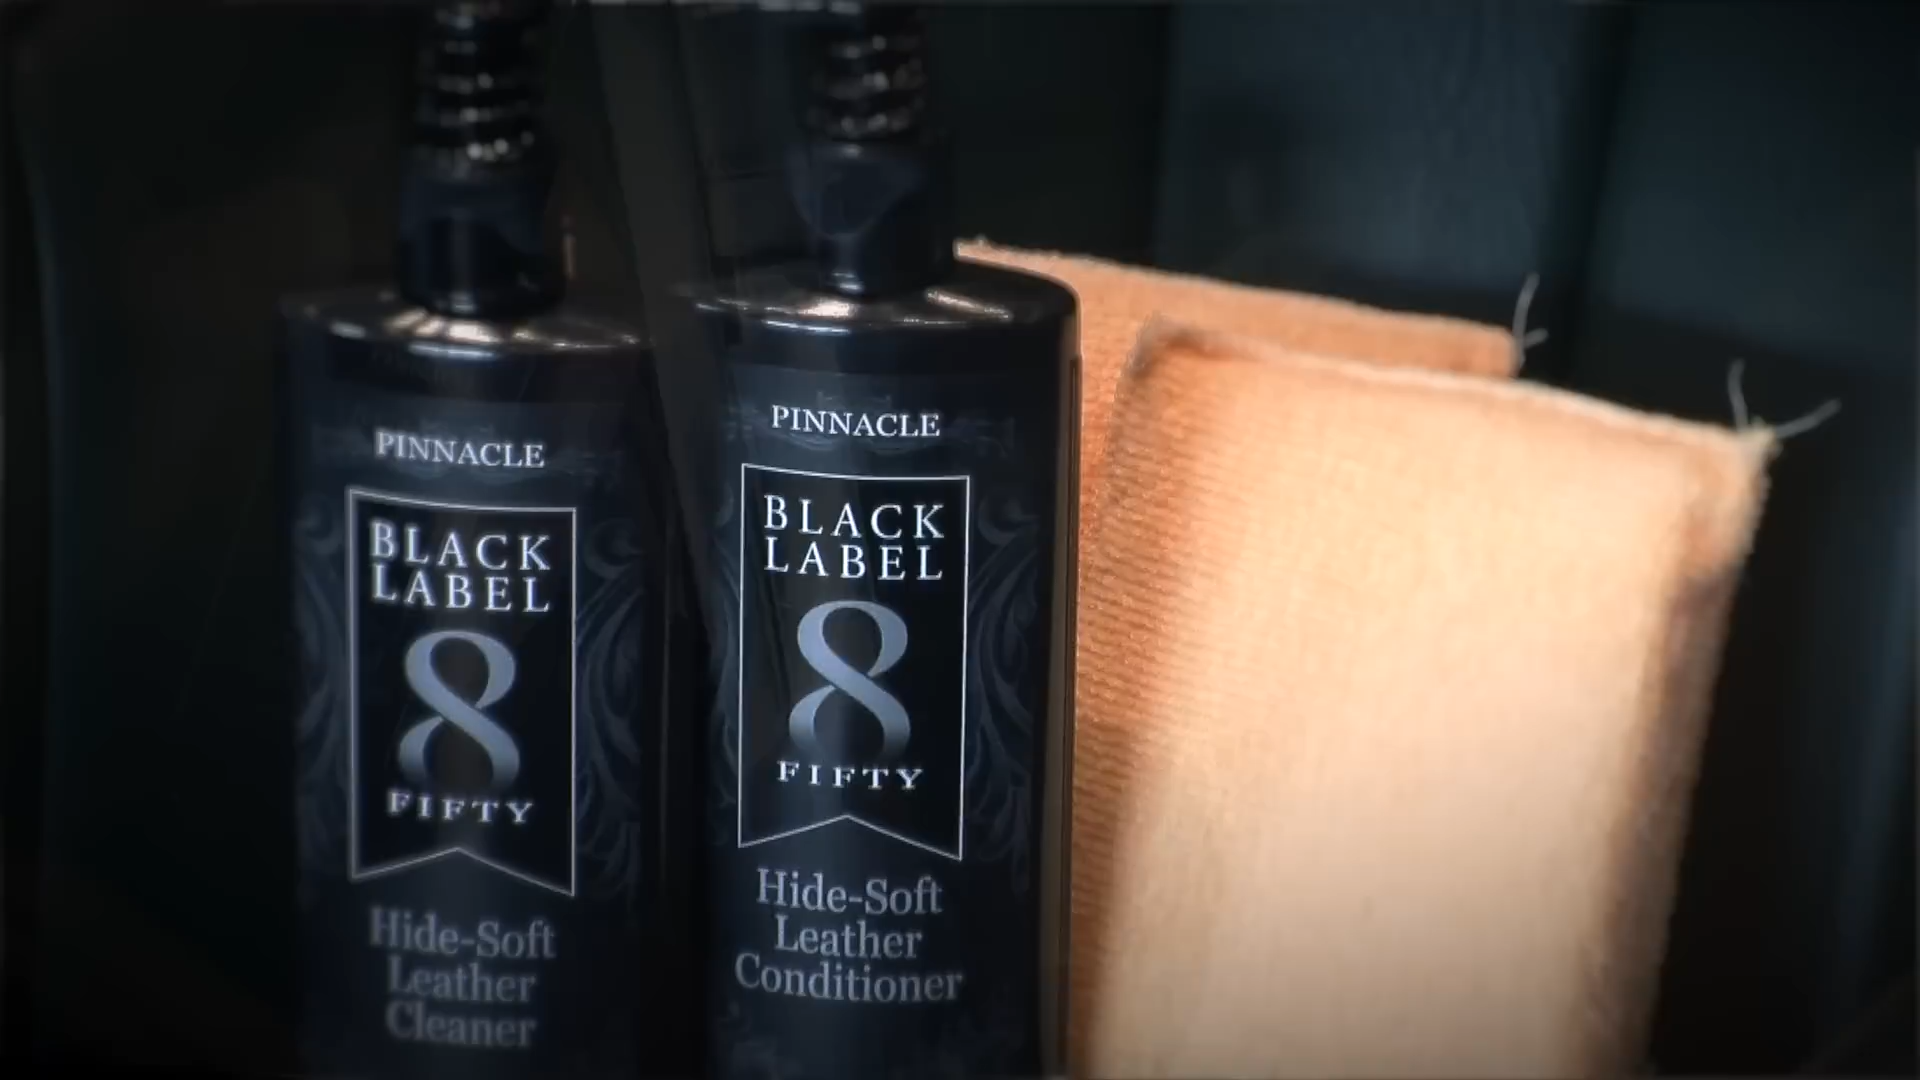 PINNACLE
BLACK
LABEL
8
FIFTY
Hide-Soft
Leather
Cleaner
PINNACLE
BLACK
LABEL
8
FIFTY
Hide-Soft
Leather
Conditioner